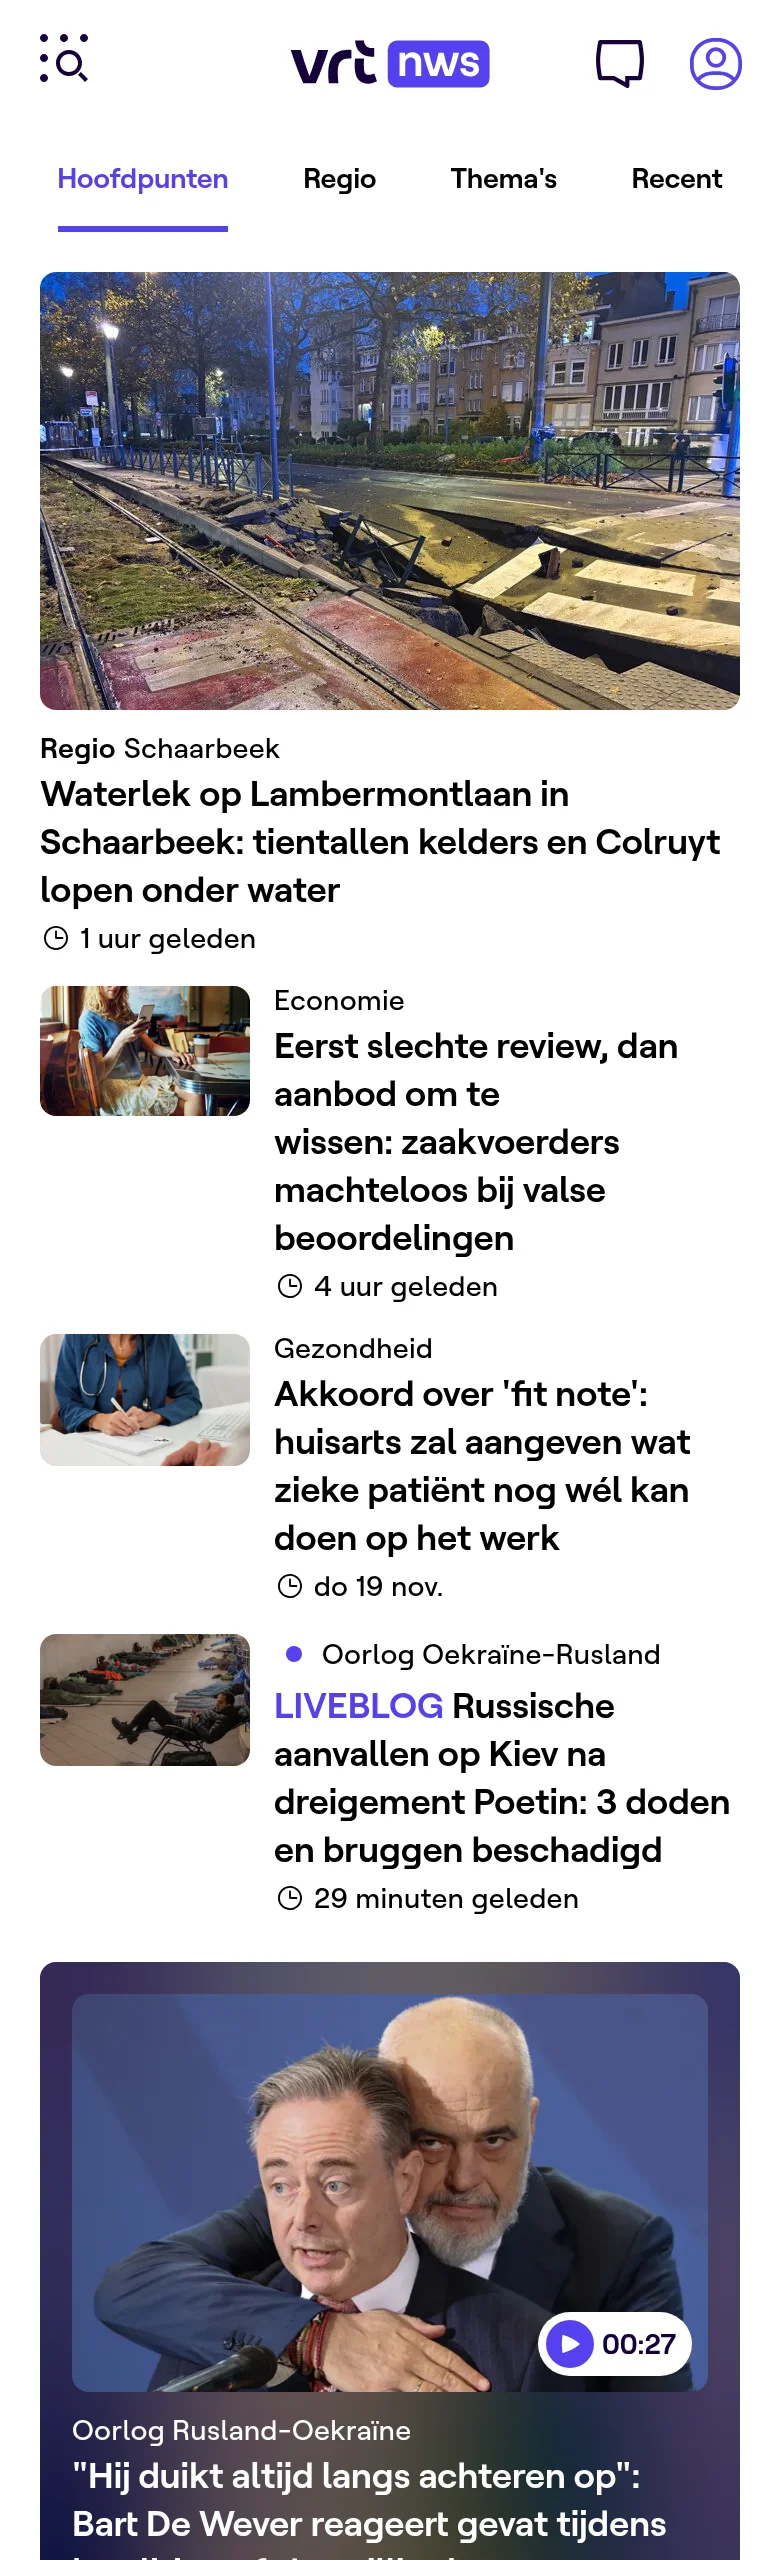 vrt nws
Hoofdpunten Regio Thema's Recent
Regio Schaarbeek
Waterlek op Lambermontlaan in
Schaarbeek: tientallen kelders en Colruyt
lopen onder water
1 uur geleden
Economie
Eerst slechte review, dan
aanbod om te
wissen: zaakvoerders
machteloos bij valse
beoordelingen
4 uur geleden
Gezondheid
Akkoord over 'fit note':
huisarts zal aangeven wat
zieke patiënt nog wél kan
doen op het werk
do 19 nov.
Oorlog Oekraïne-Rusland
LIVEBLOG Russische
aanvallen op Kiev na
dreigement Poetin: 3 doden
en bruggen beschadigd
29 minuten geleden
00:27
Oorlog Rusland-Oekraïne
"Hij duikt altijd langs achteren op":
Bart De Wever reageert gevat tijdens